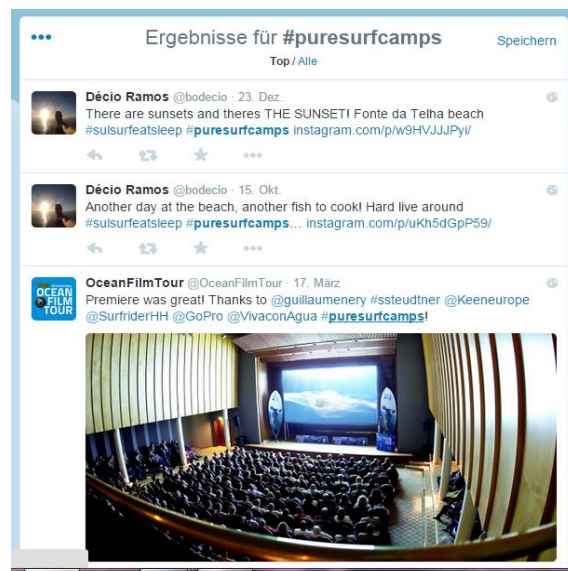 Ergebnisse für #puresurfcamps
Speichern
Top / Alle
Décio Ramos @bodecio · 23. Dez.
There are sunsets and theres THE SUNSET! Fonte da Telha beach
#sulsurfeatsleep #puresurfcamps instagram.com/p/w9HVJJJPyi/
Décio Ramos @bodecio · 15. Okt.
Another day at the beach, another fish to cook! Hard live around
#sulsurfeatsleep #puresurfcamps… instagram.com/p/uKh5dGpP59/
OCEAN
FILM
TOUR
OceanFilmTour @OceanFilmTour · 17. März
Premiere was great! Thanks to @guillaumenery #ssteudtner @Keeneurope
@SurfriderHH @GoPro @VivaconAgua #puresurfcamps!